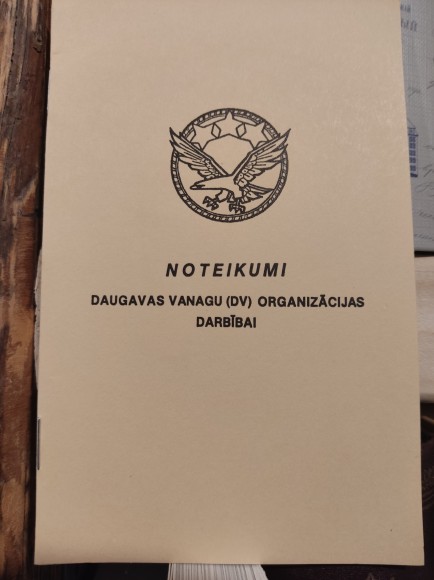 NOTEIKUMI
DAUGAVAS VANAGU (DV) ORGANIZĀCIJAS
DARBĪBAI